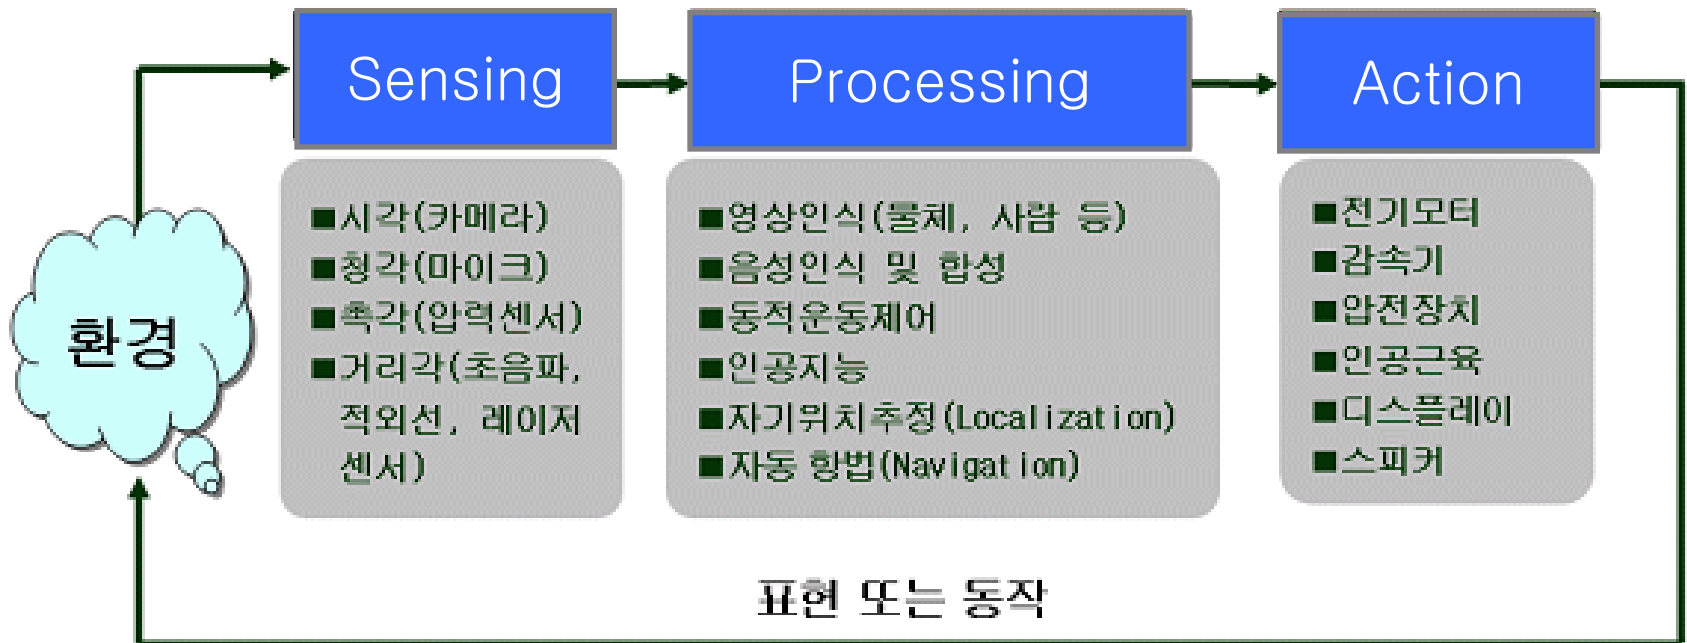 Sensing
Processing
Action
환경
■시각(카메라)
■청각(마이크)
■촉각(압력센서)
■거리각(초음파,
적외선, 레이저
센서)
■영상인식(물체, 사람 등)
■음성인식 및 합성
■동적운동제어
■인공지능
■자기위치추정(Localization)
■자동 항법(Navigation)
■전기모터
■감속기
■압전장치
■인공근육
■디스플레이
■스피커
표현 또는 동작